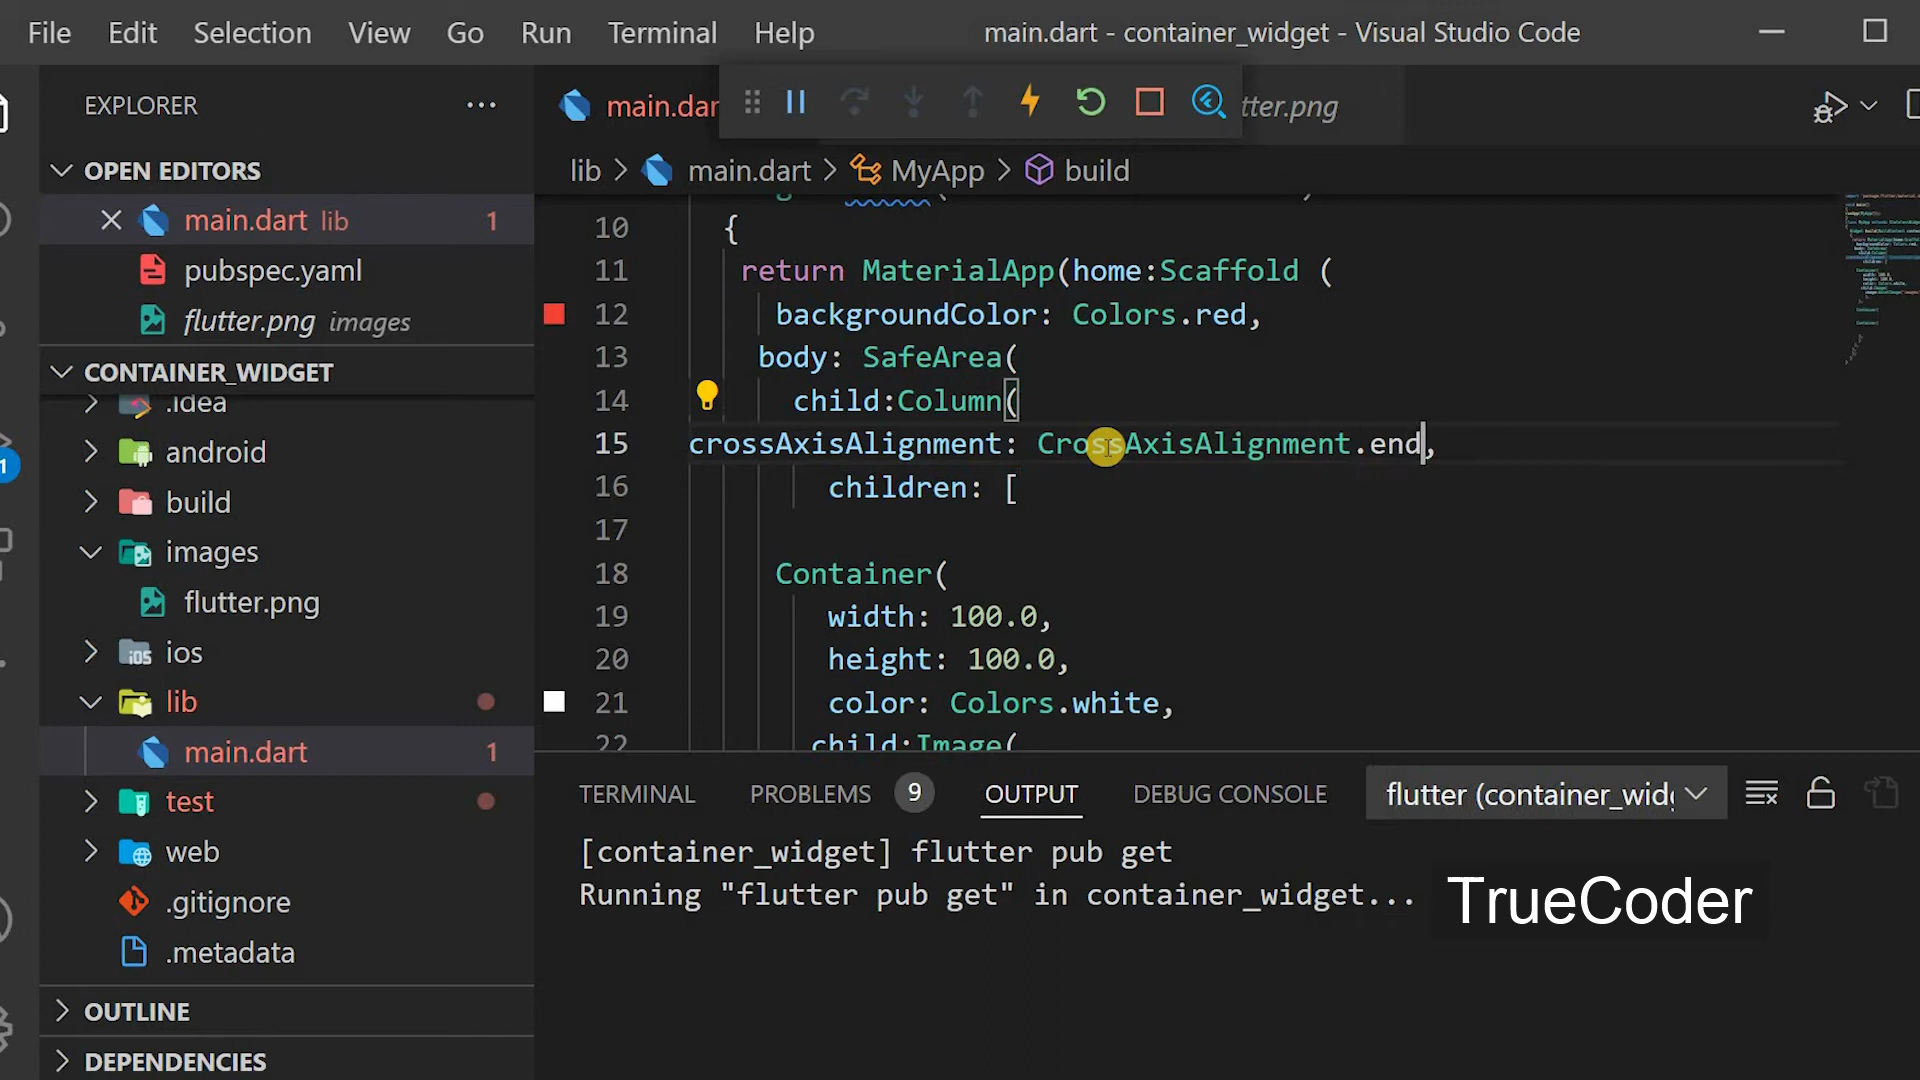 File Edit Selection View Go Run Terminal Help main.dart - container_widget - Visual Studio Code
EXPLORER
main.dar tter.png
OPEN EDITORS
lib > main.dart > MyApp > build
main.dart lib 1
pubspec.yaml
flutter.png images
CONTAINER_WIDGET
.idea
android
build
images
flutter.png
ios
lib
main.dart 1
test
web
.gitignore
.metadata
OUTLINE
DEPENDENCIES
10 {
11 return MaterialApp(home:Scaffold (
12 backgroundColor: Colors.red,
13 body: SafeArea(
14 child:Column(
15 crossAxisAlignment: CrossAxisAlignment.end,
16 children: [
17
18 Container(
19 width: 100.0,
20 height: 100.0,
21 color: Colors.white,
22 child:Image(
TERMINAL PROBLEMS 9 OUTPUT DEBUG CONSOLE flutter (container_wid
[container_widget] flutter pub get
Running "flutter pub get" in container_widget...
TrueCoder
1